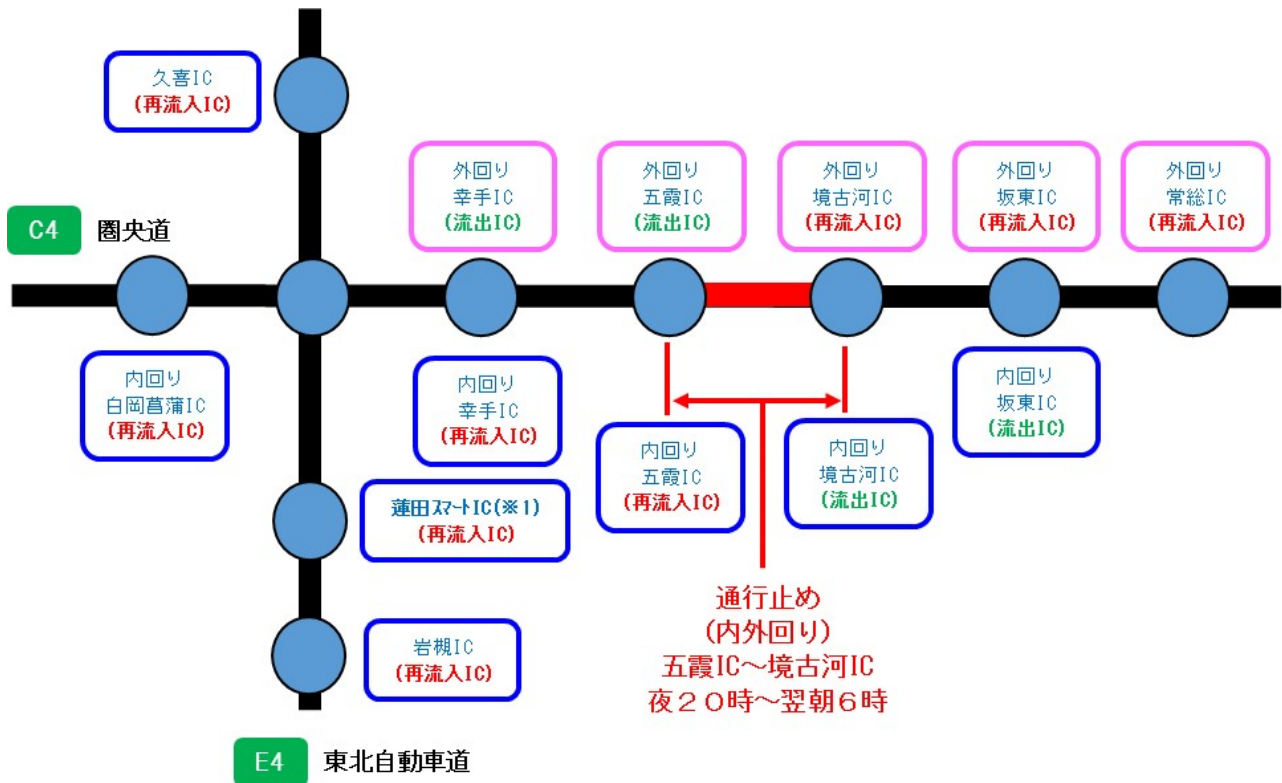 久喜IC
(再流入IC)
外回り
幸手IC
(流出IC)
外回り
五霞IC
(流出IC)
外回り
境古河IC
(再流入IC)
外回り
坂東IC
(再流入IC)
外回り
常総IC
(再流入IC)
C4
圏央道
内回り
白岡菖蒲IC
(再流入IC)
内回り
幸手IC
(再流入IC)
内回り
五霞IC
(再流入IC)
内回り
境古河IC
(流出IC)
内回り
坂東IC
(流出IC)
蓮田スマートIC(※1)
(再流入IC)
岩槻IC
(再流入IC)
通行止め
(内外回り)
五霞IC～境古河IC
夜２０時～翌朝６時
E4
東北自動車道